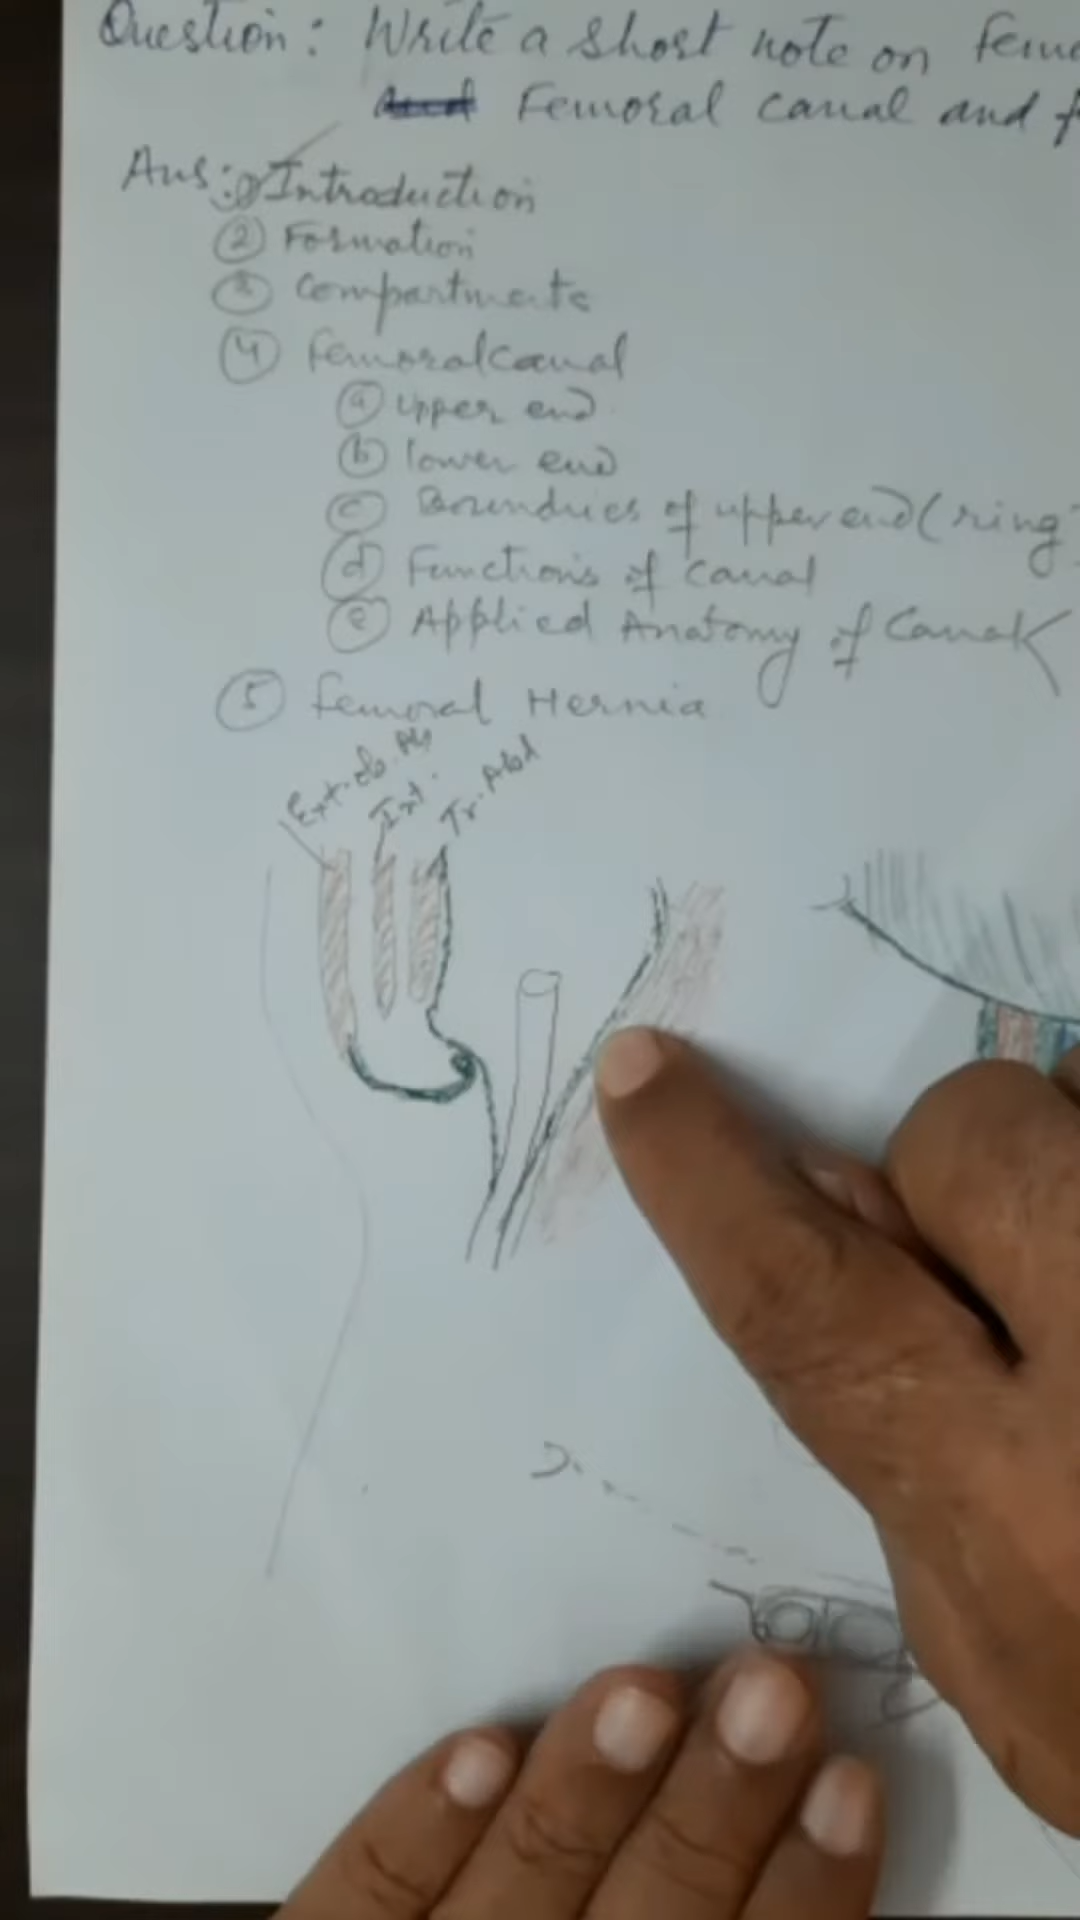 Question: Write a short note on Femo
Femoral canal and f
Ans: ① Introduction
② Formation
③ Compartments
④ Femoral Canal
ⓐ Upper end
ⓑ lower end
ⓒ Boundries of upper end (ring
ⓓ Functions of Canal
ⓔ Applied Anatomy of Canal
⑤ Femoral Hernia
Ext. ob. Ab
Int.
Tr. Abd